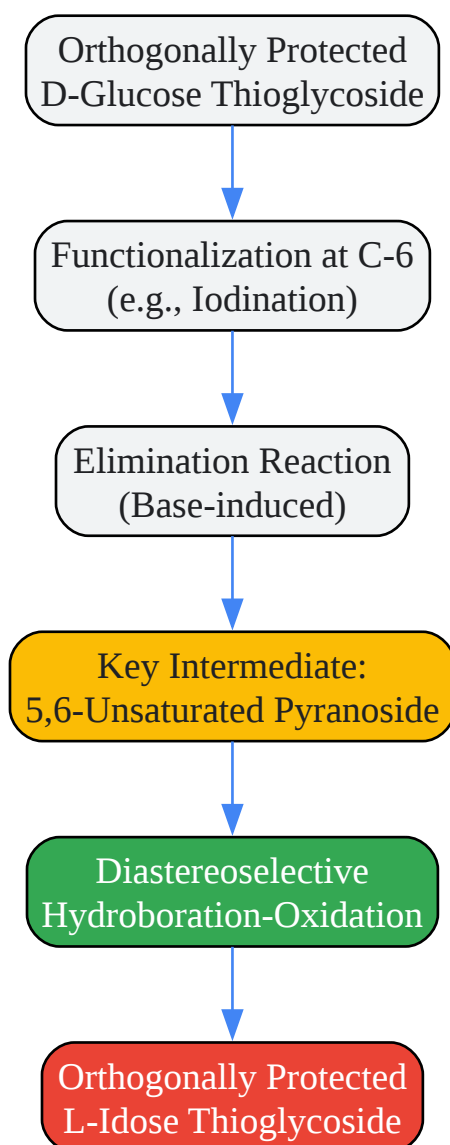 Orthogonally Protected
D-Glucose Thioglycoside
Functionalization at C-6
(e.g., Iodination)
Elimination Reaction
(Base-induced)
Key Intermediate:
5,6-Unsaturated Pyranoside
Diastereoselective
Hydroboration-Oxidation
Orthogonally Protected
L-Idose Thioglycoside